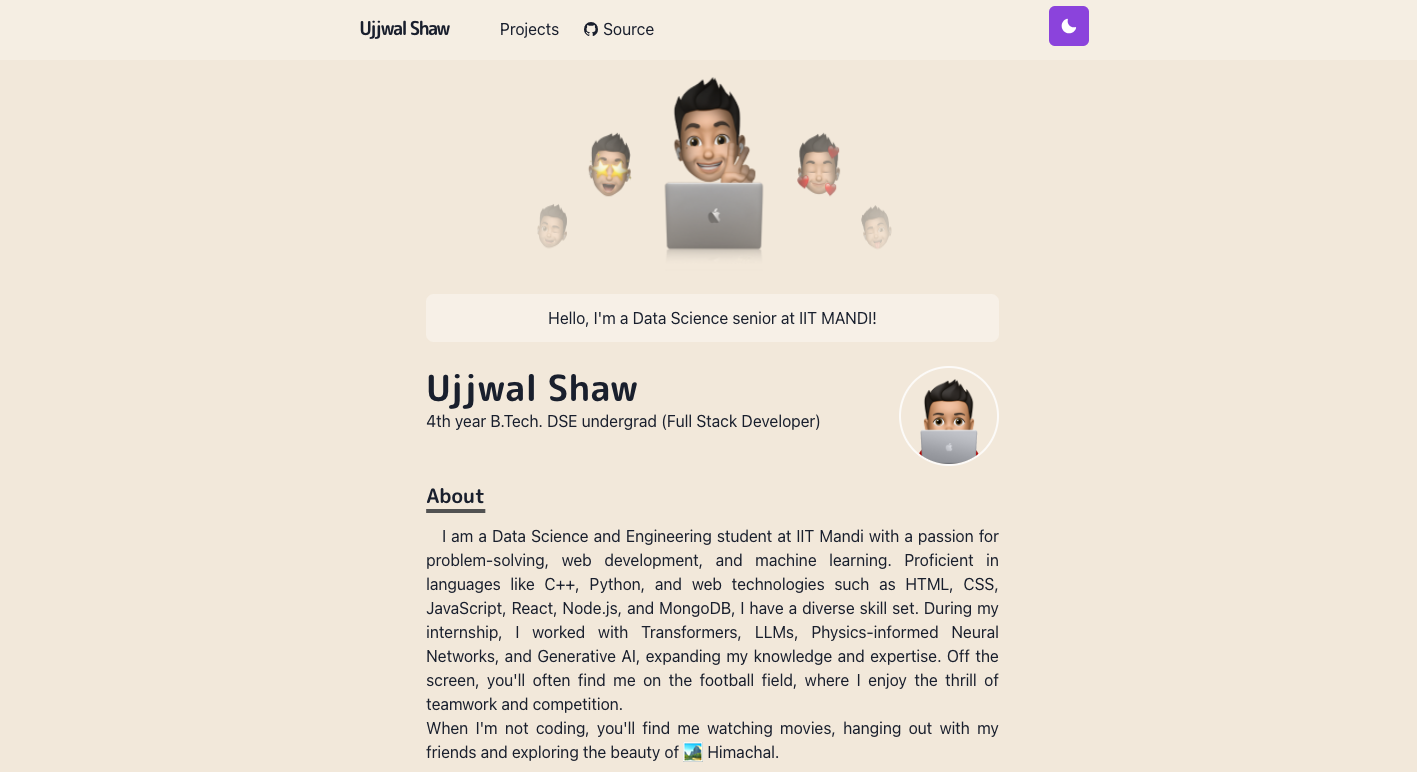 Ujjwal Shaw Projects Source
Hello, I'm a Data Science senior at IIT MANDI!
Ujjwal Shaw
4th year B.Tech. DSE undergrad (Full Stack Developer)
About
I am a Data Science and Engineering student at IIT Mandi with a passion for
problem-solving, web development, and machine learning. Proficient in
languages like C++, Python, and web technologies such as HTML, CSS,
JavaScript, React, Node.js, and MongoDB, I have a diverse skill set. During my
internship, I worked with Transformers, LLMs, Physics-informed Neural
Networks, and Generative AI, expanding my knowledge and expertise. Off the
screen, you'll often find me on the football field, where I enjoy the thrill of
teamwork and competition.
When I'm not coding, you'll find me watching movies, hanging out with my
friends and exploring the beauty of 🏞️ Himachal.